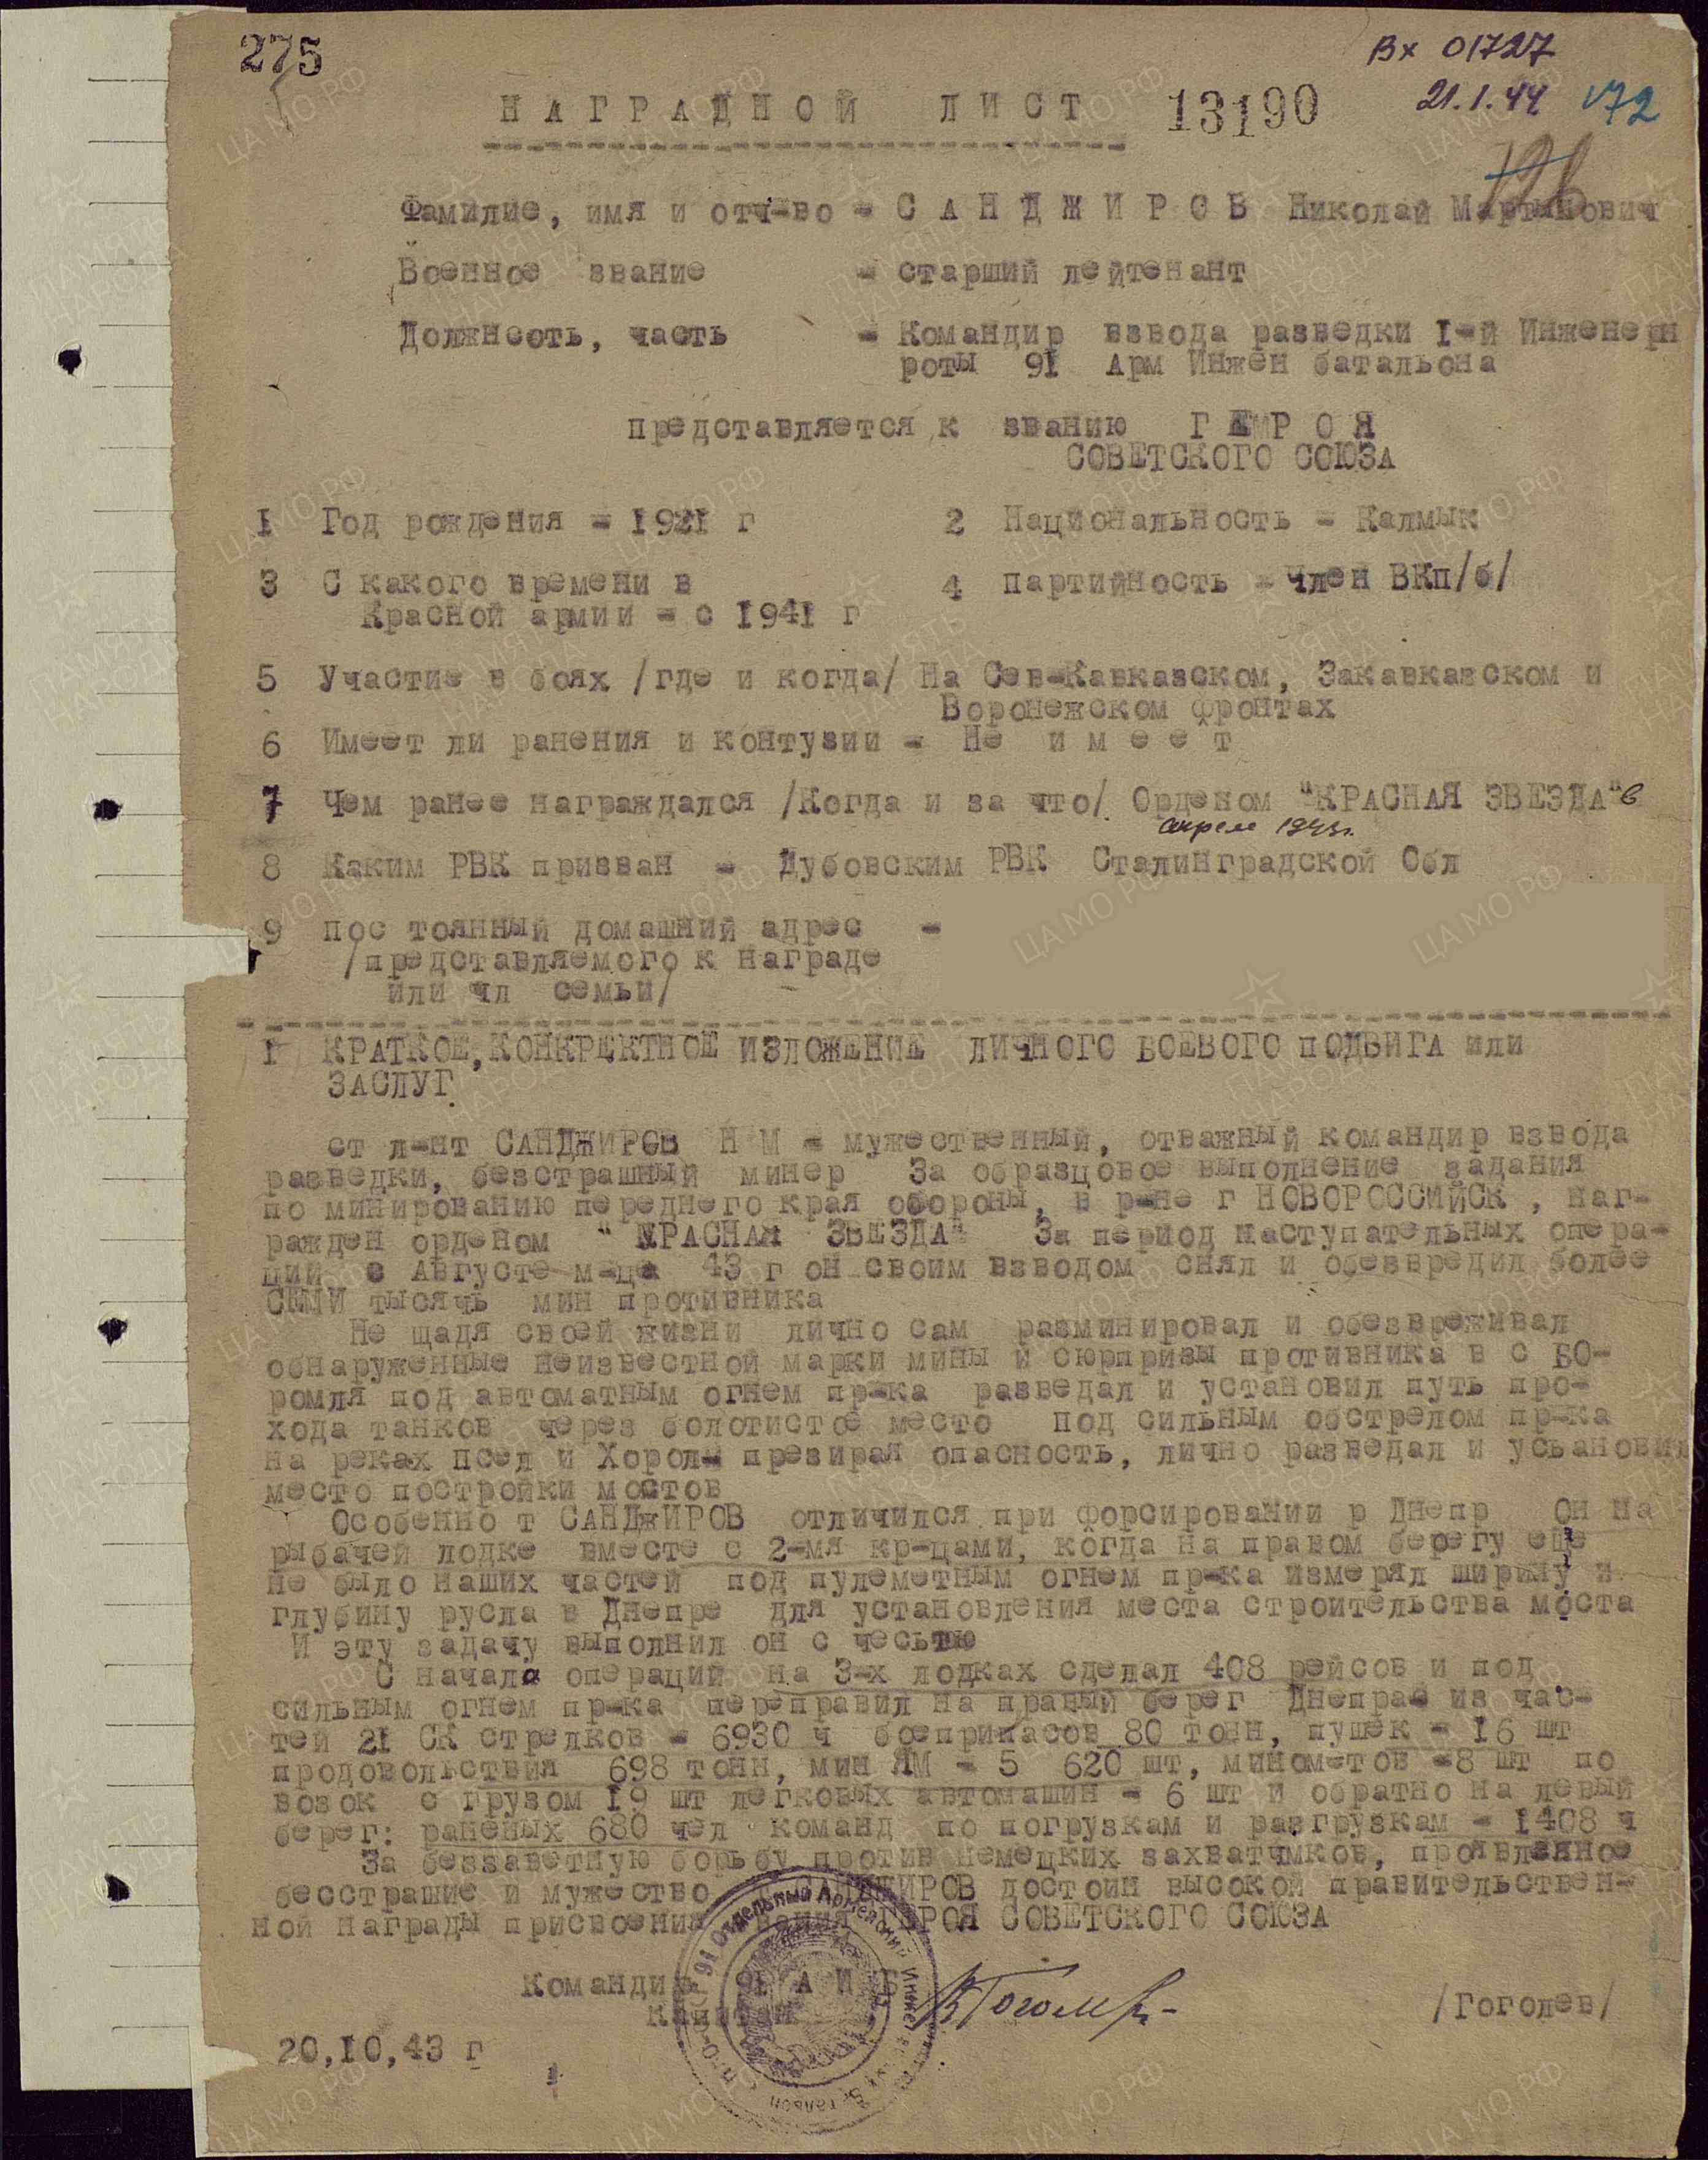 275
Вх 01727
21.1.44 172
126
НАГРАДНОЙ ЛИСТ 13190
Фамилие, имя и отч-во - САНДЖИРОВ Николай Мартынович
Военное звание - старший лейтенант
Должность, часть - Командир взвода разведки I-й Инженерн
роты 91 Арм Инжен батальона
представляется к званию ГЕРОЯ
СОВЕТСКОГО СОЮЗА
1 Год рождения - 1921 г 2 Национальность - Калмык
3 С какого времени в 4 партийность - член ВКп/б/
Красной армии - с 1941 г
5 Участие в боях /где и когда/ На Сев-Кавказском, Закавказском и
Воронежском фронтах
6 Имеет ли ранения и контузии - Не имеет
7 Чем ранее награждался /Когда и за что/ Орденом "КРАСНАЯ ЗВЕЗДА" в
апреле 1943г.
8 Каким РВК призван - Дубовским РВК Сталинградской Обл
9 пос тоянный домашний адрес -
/представляемого к награде
или чл семьи/
I КРАТКОЕ, КОНКРЕКТНОЕ ИЗЛОЖЕНИЕ ЛИЧНОГО БОЕВОГО ПОДВИГА или
ЗАСЛУГ
ст л-нт САНДЖИРОВ Н М - мужественный, отважный командир взвода
разведки, безстрашный минер За образцовое выполнение задания
по минированию переднего края обороны, в р-не г НОВОРОССИЙСК, наг-
ражден орденом "КРАСНАЯ ЗВЕЗДА" За период наступательных опера-
ций с Августе м-ца 43 г он своим взводом снял и обезвредил более
СЕМИ тысячь мин противника
Не щадя своей жизни лично сам разминировал и обезвреживал
обнаруженные неизвестной марки мины и сюрпризы противника в с БО-
РОМЛЯ под автоматным огнем пр-ка разведал и установил путь про-
хода танков через болотистое место под сильным обстрелом пр-ка
на реках псел и Хорол- презирая опасность, лично разведал и усьановил
место постройки мостов
Особенно т САНДЖИРОВ отличился при форсировании р Днепр Он на
рыбачей лодке вместе с 2-мя кр-цами, когда на правом берегу еще
не было наших частей под пулеметным огнем пр-ка измерял ширину и
глубину русла в Днепре для установления места строительства моста
И эту задачу выполнил он с честью
С начала операций на 3-х лодках сделал 408 рейсов и под
сильным огнем пр-ка переправил на правый берег Днепра из час-
тей 21 СК стрелков - 6930 ч боеприпасов 80 тонн, пушек - 16 шт
продовольствия 698 тонн, мин ЯМ - 5 620 шт, минометов -8 шт по
возок с грузом 19 шт легковых автомашин - 6 шт и обратно на левый
берег: раненых 680 чел команд по погрузкам и разгрузкам - 1408 ч
За беззаветную борьбу против немецких захватчмков, проявленное
бесстрашие и мужество САНДЖИРОВ достоин высокой правительствен-
ной награды присвоения звания ГЕРОЯ СОВЕТСКОГО СОЮЗА
Командир 91 А И Б
Капитан /Гоголев/
91 Отдельный Армейский Инженерный Батальон
20,10,43 г